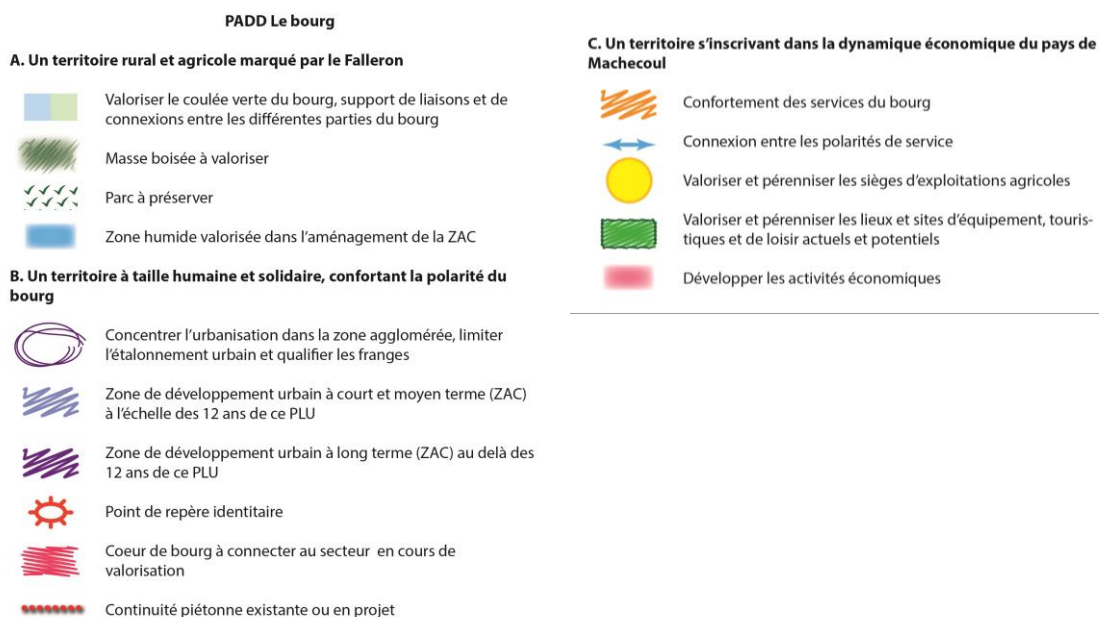 PADD Le bourg
A. Un territoire rural et agricole marqué par le Falleron
Valoriser le coulée verte du bourg, support de liaisons et de
connexions entre les différentes parties du bourg
Masse boisée à valoriser
Parc à préserver
Zone humide valorisée dans l’aménagement de la ZAC
B. Un territoire à taille humaine et solidaire, confortant la polarité du
bourg
Concentrer l’urbanisation dans la zone agglomérée, limiter
l’étalonnement urbain et qualifier les franges
Zone de développement urbain à court et moyen terme (ZAC)
à l’échelle des 12 ans de ce PLU
Zone de développement urbain à long terme (ZAC) au delà des
12 ans de ce PLU
Point de repère identitaire
Coeur de bourg à connecter au secteur en cours de
valorisation
Continuité piétonne existante ou en projet
C. Un territoire s’inscrivant dans la dynamique économique du pays de
Machecoul
Confortement des services du bourg
Connexion entre les polarités de service
Valoriser et pérenniser les sièges d’exploitations agricoles
Valoriser et pérenniser les lieux et sites d’équipement, touris-
tiques et de loisir actuels et potentiels
Développer les activités économiques